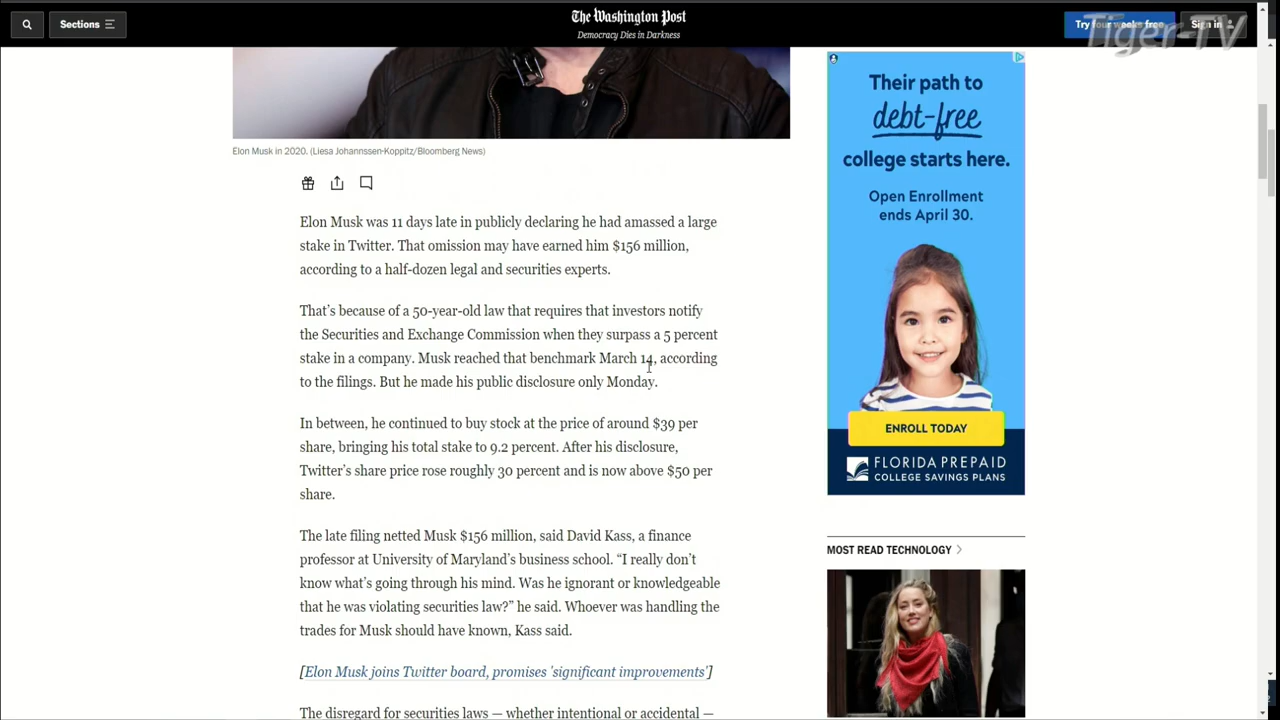 Sections
The Washington Post
Democracy Dies in Darkness
Try four weeks free
Sign in
Tiger-TV
Elon Musk in 2020. (Liesa Johannssen-Koppitz/Bloomberg News)
Elon Musk was 11 days late in publicly declaring he had amassed a large
stake in Twitter. That omission may have earned him $156 million,
according to a half-dozen legal and securities experts.
That’s because of a 50-year-old law that requires that investors notify
the Securities and Exchange Commission when they surpass a 5 percent
stake in a company. Musk reached that benchmark March 14, according
to the filings. But he made his public disclosure only Monday.
In between, he continued to buy stock at the price of around $39 per
share, bringing his total stake to 9.2 percent. After his disclosure,
Twitter’s share price rose roughly 30 percent and is now above $50 per
share.
The late filing netted Musk $156 million, said David Kass, a finance
professor at University of Maryland’s business school. “I really don’t
know what’s going through his mind. Was he ignorant or knowledgeable
that he was violating securities law?” he said. Whoever was handling the
trades for Musk should have known, Kass said.
[Elon Musk joins Twitter board, promises 'significant improvements']
The disregard for securities laws — whether intentional or accidental —
Their path to
debt-free
college starts here.
Open Enrollment
ends April 30.
ENROLL TODAY
FLORIDA PREPAID
COLLEGE SAVINGS PLANS
MOST READ TECHNOLOGY